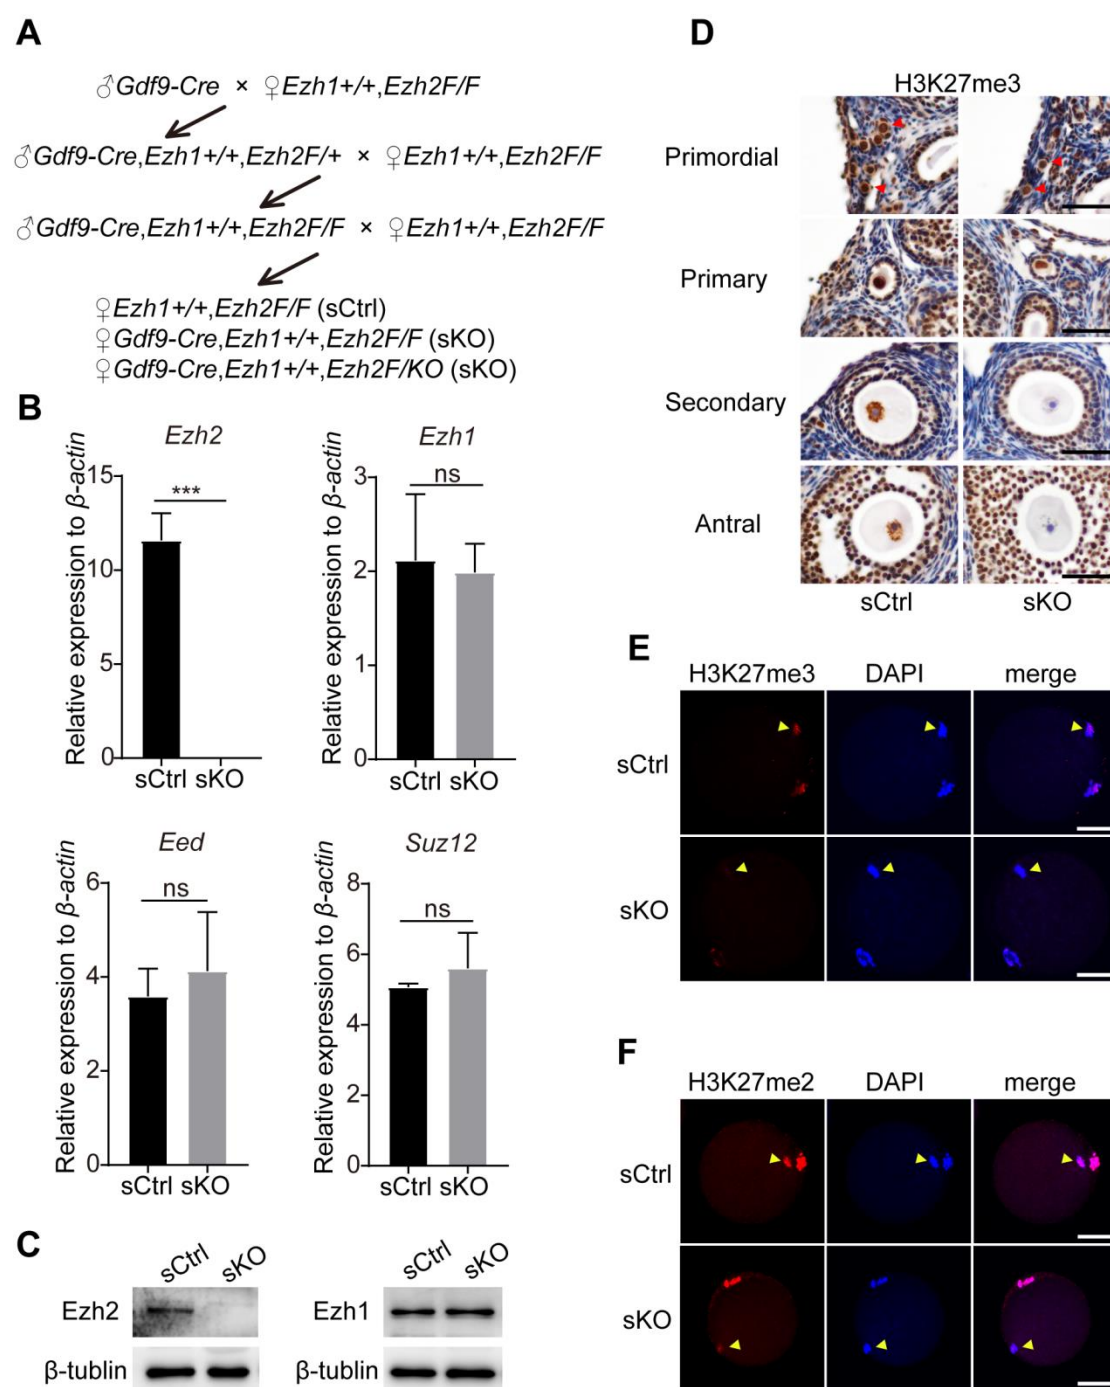 A
♂Gdf9-Cre × ♀Ezh1+/+,Ezh2F/F
♂Gdf9-Cre,Ezh1+/+,Ezh2F/+ × ♀Ezh1+/+,Ezh2F/F
♂Gdf9-Cre,Ezh1+/+,Ezh2F/F × ♀Ezh1+/+,Ezh2F/F
♀Ezh1+/+,Ezh2F/F (sCtrl)
♀Gdf9-Cre,Ezh1+/+,Ezh2F/F (sKO)
♀Gdf9-Cre,Ezh1+/+,Ezh2F/KO (sKO)
B
Ezh2
Relative expression to β-actin
15
10
5
0
***
sCtrl sKO
Ezh1
Relative expression to β-actin
3
2
1
0
ns
sCtrl sKO
Eed
Relative expression to β-actin
6
4
2
0
ns
sCtrl sKO
Suz12
Relative expression to β-actin
8
6
4
2
0
ns
sCtrl sKO
C
sCtrl sKO
Ezh2
β-tublin
sCtrl sKO
Ezh1
β-tublin
D
H3K27me3
Primordial
Primary
Secondary
Antral
sCtrl sKO
E
H3K27me3 DAPI merge
sCtrl
sKO
F
H3K27me2 DAPI merge
sCtrl
sKO